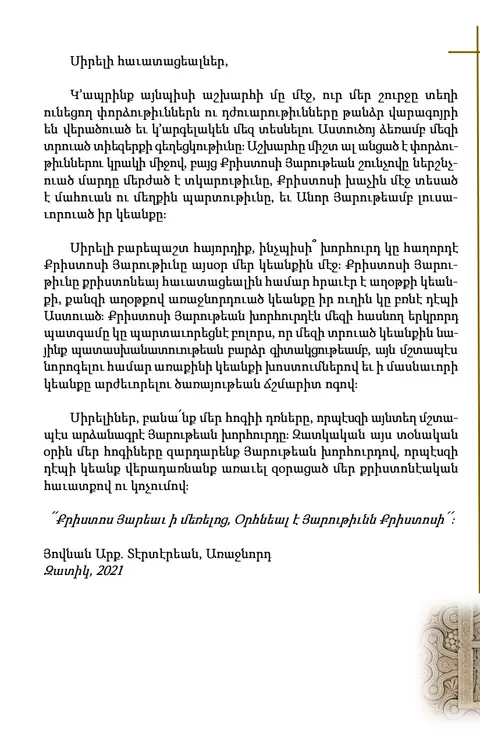 Սիրելի հաւատացեալներ,
Կ՚ապրինք այնպիսի աշխարհի մը մէջ, ուր մեր շուրջը տեղի
ունեցող փորձութիւններն ու դժուարութիւնները թանձր վարագոյրի
են վերածուած եւ կ՚արգելակեն մեզ տեսնելու Աստուծոյ ձեռամբ մեզի
տրուած տիեզերքի գեղեցկութիւնը։ Աշխարհը միշտ ալ անցած է փորձու-
թիւններու կրակի միջով, բայց Քրիստոսի Յարութեան շունչովը ներշնչ-
ուած մարդը մերժած է տկարութիւնը, Քրիստոսի խաչին մէջ տեսած
է մահուան ու մեղքին պարտութիւնը, եւ Անոր Յարութեամբ լուսա-
ւորուած իր կեանքը։
Սիրելի բարեպաշտ հայորդիք, ինչպիսի՞ խորհուրդ կը հաղորդէ
Քրիստոսի Յարութիւնը այսօր մեր կեանքին մէջ։ Քրիստոսի Յարու-
թիւնը քրիստոնեայ հաւատացեալին համար հրաւէր է աղօթքի կեան-
քի, քանզի աղօթքով առաջնորդուած կեանքը իր ուղին կը բռնէ դէպի
Աստուած։ Քրիստոսի Յարութեան խորհուրդէն մեզի հասնող երկրորդ
պատգամը կը պարտաւորեցնէ բոլորս, որ մեզի տրուած կեանքին նա-
յինք պատասխանատուութեան բարձր գիտակցութեամբ, այն մշտապէս
նորոգելու համար առաքինի կեանքի խոստումներով եւ ի մասնաւորի
կեանքը արժեւորելու ծառայութեան ճշմարիտ ոգով։
Սիրելիներ, բանա՛նք մեր հոգիի դռները, որպէսզի այնտեղ մշտա-
պէս արձանագրէ Յարութեան խորհուրդը։ Զատկական այս տօնական
օրին մեր հոգիները զարդարենք Յարութեան խորհուրդով, որպէսզի
դէպի կեանք վերադառնանք առաւել զօրացած մեր քրիստոնէական
հաւատքով ու կոչումով։
՛՛Քրիստոս Յարեաւ ի մեռելոց, Օրհնեալ է Յարութիւնն Քրիստոսի՛՛։
Յովնան Արք. Տէրտէրեան, Առաջնորդ
Զատիկ, 2021